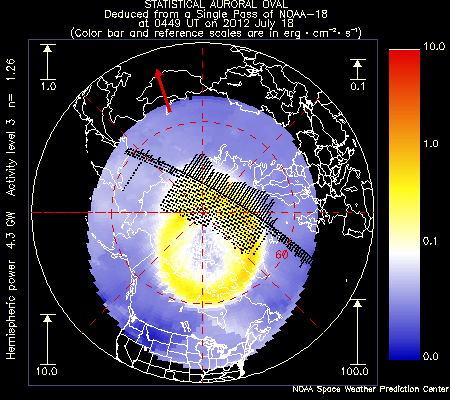 STATISTICAL AURORAL OVAL
Deduced from a Single Pass of NOAA-18
at 0449 UT on 2012 July 18
(Color bar and reference scales are in erg · cm⁻² · s⁻¹)
Hemispheric power 4.3 GW Activity level 3 n= 1.26
1.0
0.1
10.0
100.0
60
10.0
1.0
0.1
0.0
NOAA Space Weather Prediction Center